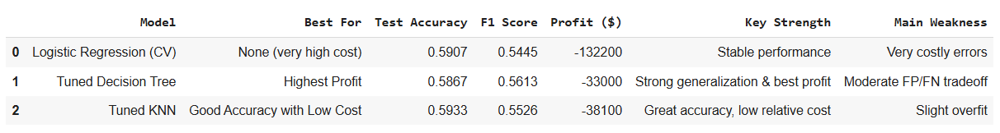 Model Best For Test Accuracy F1 Score Profit ($) Key Strength Main Weakness
0 Logistic Regression (CV) None (very high cost) 0.5907 0.5445 -132200 Stable performance Very costly errors
1 Tuned Decision Tree Highest Profit 0.5867 0.5613 -33000 Strong generalization & best profit Moderate FP/FN tradeoff
2 Tuned KNN Good Accuracy with Low Cost 0.5933 0.5526 -38100 Great accuracy, low relative cost Slight overfit